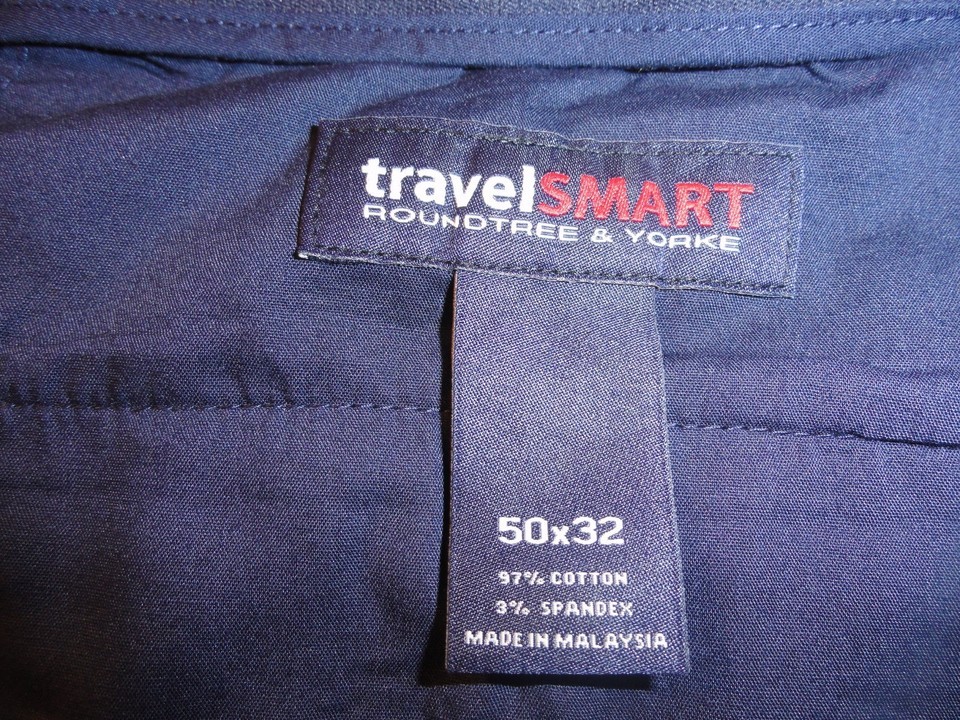 travelSMART
ROUNDTREE & YORKE
50x32
97% COTTON
3% SPANDEX
MADE IN MALAYSIA